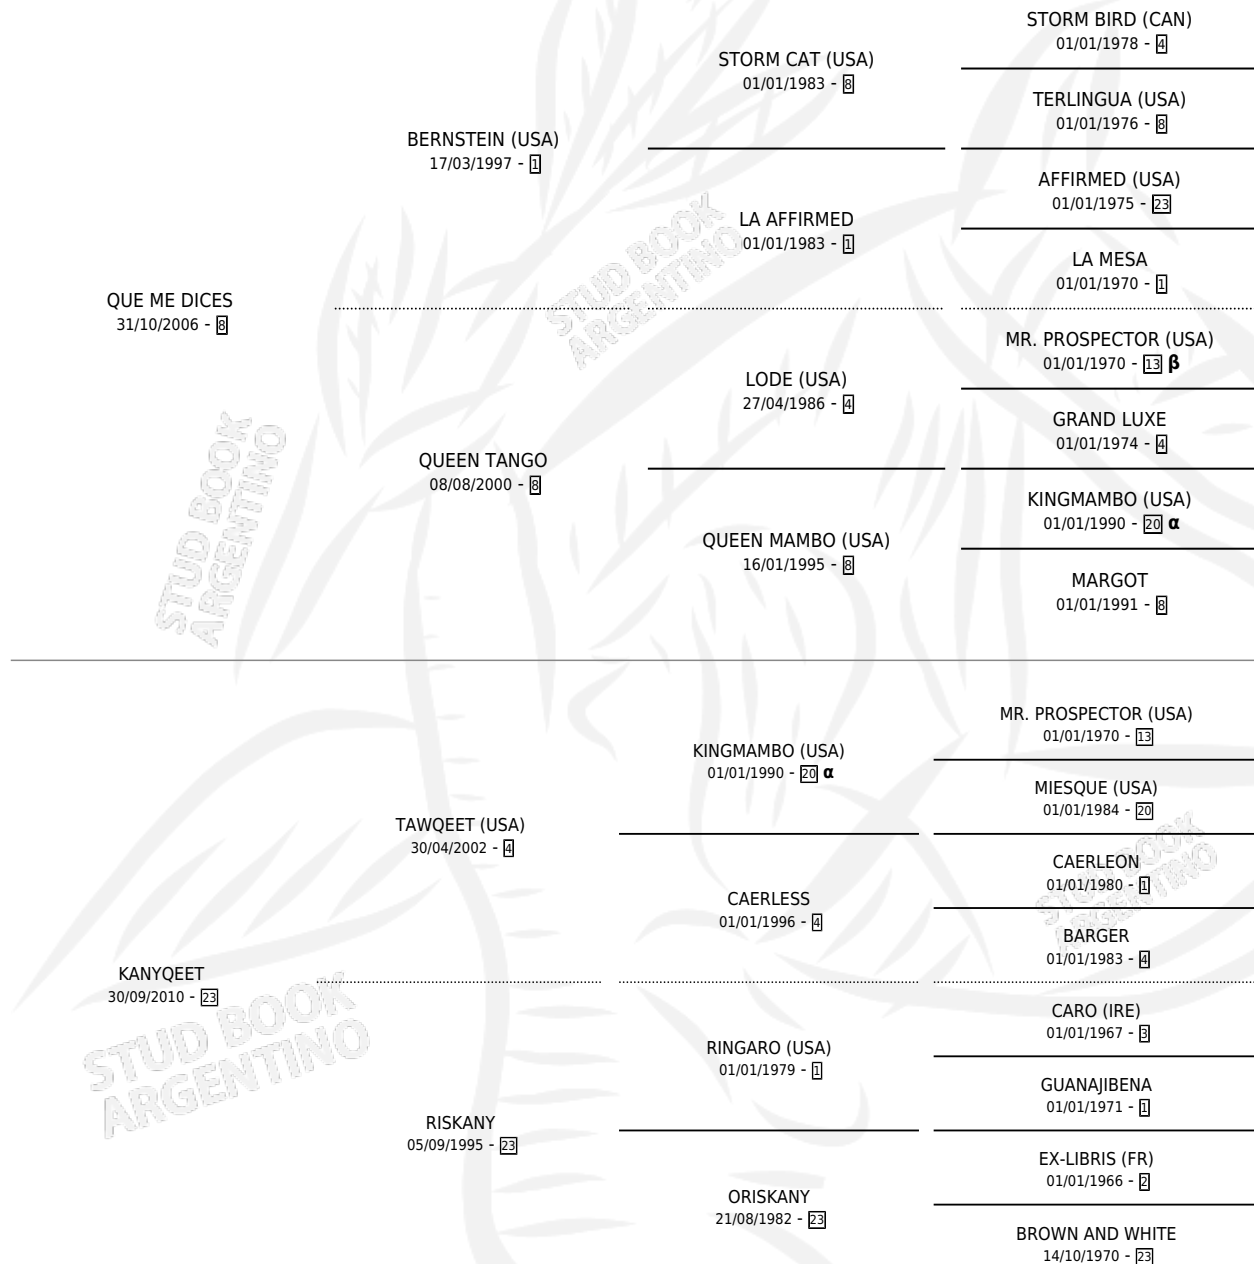 STORM BIRD (CAN)
01/01/1978 - 4
STORM CAT (USA)
01/01/1983 - 8
TERLINGUA (USA)
01/01/1976 - 8
BERNSTEIN (USA)
17/03/1997 - 1
AFFIRMED (USA)
01/01/1975 - 23
LA AFFIRMED
01/01/1983 - 1
LA MESA
01/01/1970 - 1
QUE ME DICES
31/10/2006 - 8
MR. PROSPECTOR (USA)
01/01/1970 - 13 β
LODE (USA)
27/04/1986 - 4
GRAND LUXE
01/01/1974 - 4
QUEEN TANGO
08/08/2000 - 8
KINGMAMBO (USA)
01/01/1990 - 20 α
QUEEN MAMBO (USA)
16/01/1995 - 8
MARGOT
01/01/1991 - 8
MR. PROSPECTOR (USA)
01/01/1970 - 13
KINGMAMBO (USA)
01/01/1990 - 20 α
MIESQUE (USA)
01/01/1984 - 20
TAWQEET (USA)
30/04/2002 - 4
CAERLEON
01/01/1980 - 1
CAERLESS
01/01/1996 - 4
BARGER
01/01/1983 - 4
KANYQEET
30/09/2010 - 23
CARO (IRE)
01/01/1967 - 3
RINGARO (USA)
01/01/1979 - 1
GUANAJIBENA
01/01/1971 - 1
RISKANY
05/09/1995 - 23
EX-LIBRIS (FR)
01/01/1966 - 2
ORISKANY
21/08/1982 - 23
BROWN AND WHITE
14/10/1970 - 23
STUD BOOK
ARGENTINO
STUD BOOK
ARGENTINO
STUD BOOK
ARGENTINO
STUD BOOK
ARGENTINO